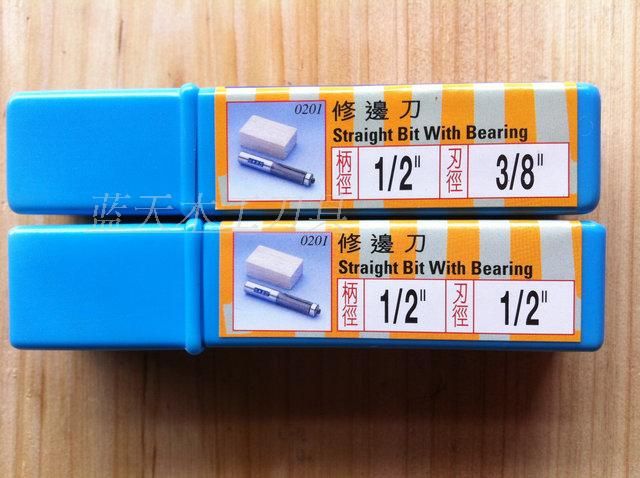 0201
修邊刀
Straight Bit With Bearing
柄徑 1/2" 刃徑 3/8"
蓝天木工刀具
0201
修邊刀
Straight Bit With Bearing
柄徑 1/2" 刃徑 1/2"